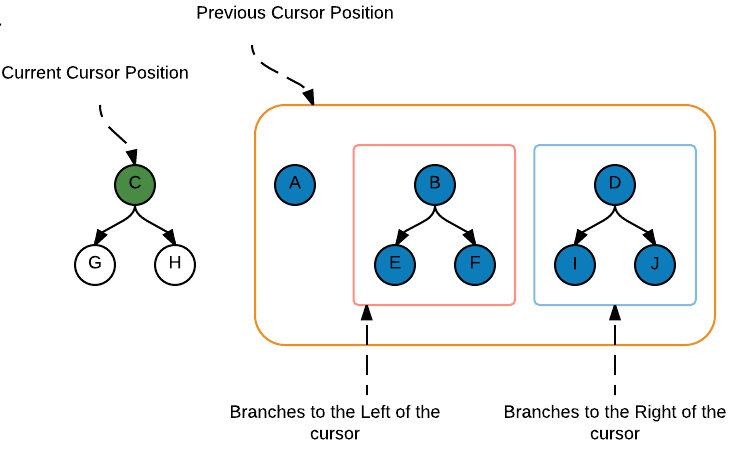 Previous Cursor Position
Current Cursor Position
C
A
B
D
G
H
E
F
I
J
Branches to the Left of the
cursor
Branches to the Right of the
cursor